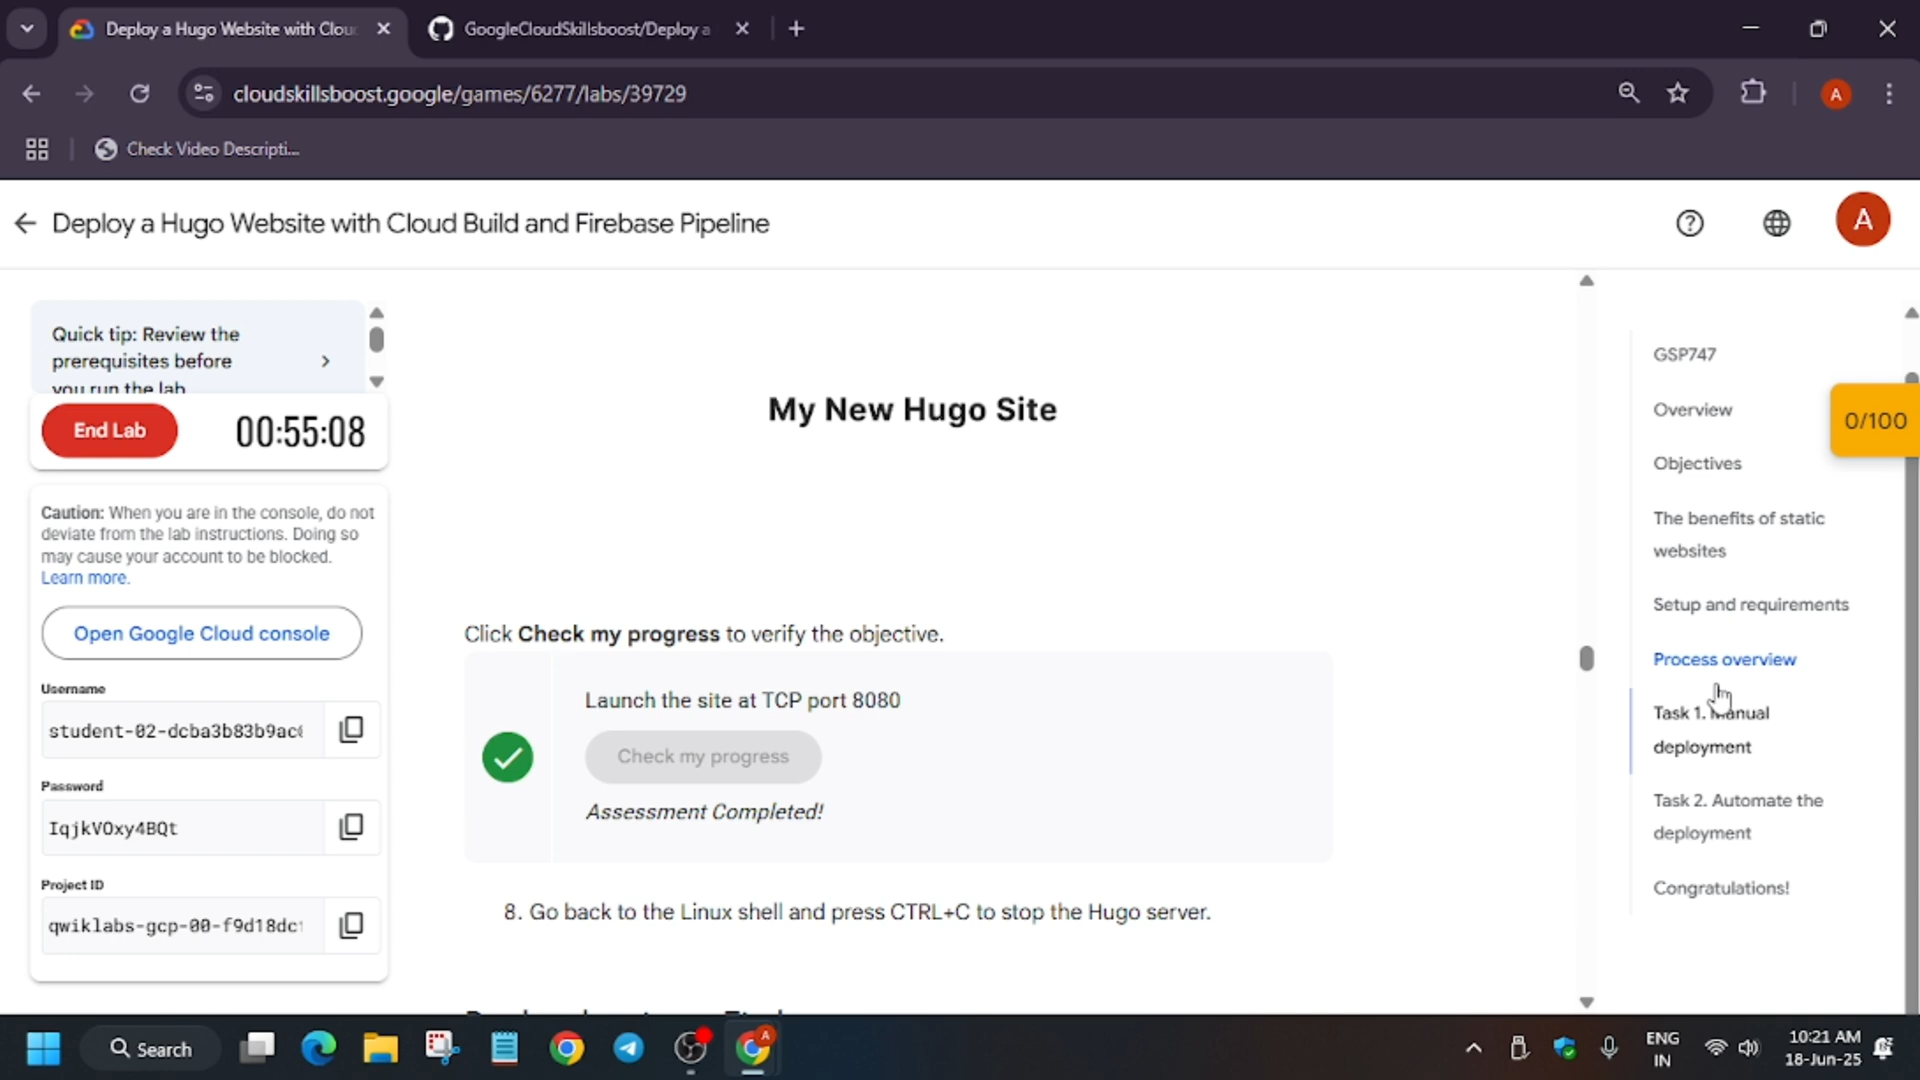 Deploy a Hugo Website with Clou
GoogleCloudSkillsboost/Deploy a
cloudskillsboost.google/games/6277/labs/39729
A
Check Video Descripti...
Deploy a Hugo Website with Cloud Build and Firebase Pipeline
A
Quick tip: Review the
prerequisites before
you run the lab
End Lab
00:55:08
Caution: When you are in the console, do not
deviate from the lab instructions. Doing so
may cause your account to be blocked.
Learn more.
Open Google Cloud console
Username
student-02-dcba3b83b9ac
Password
IqjkVOxy4BQt
Project ID
qwiklabs-gcp-00-f9d18dc
My New Hugo Site
Click Check my progress to verify the objective.
Launch the site at TCP port 8080
Check my progress
Assessment Completed!
8. Go back to the Linux shell and press CTRL+C to stop the Hugo server.
GSP747
Overview
0/100
Objectives
The benefits of static
websites
Setup and requirements
Process overview
Task 1. Manual
deployment
Task 2. Automate the
deployment
Congratulations!
Search
A
ENG
IN
10:21 AM
18-Jun-25